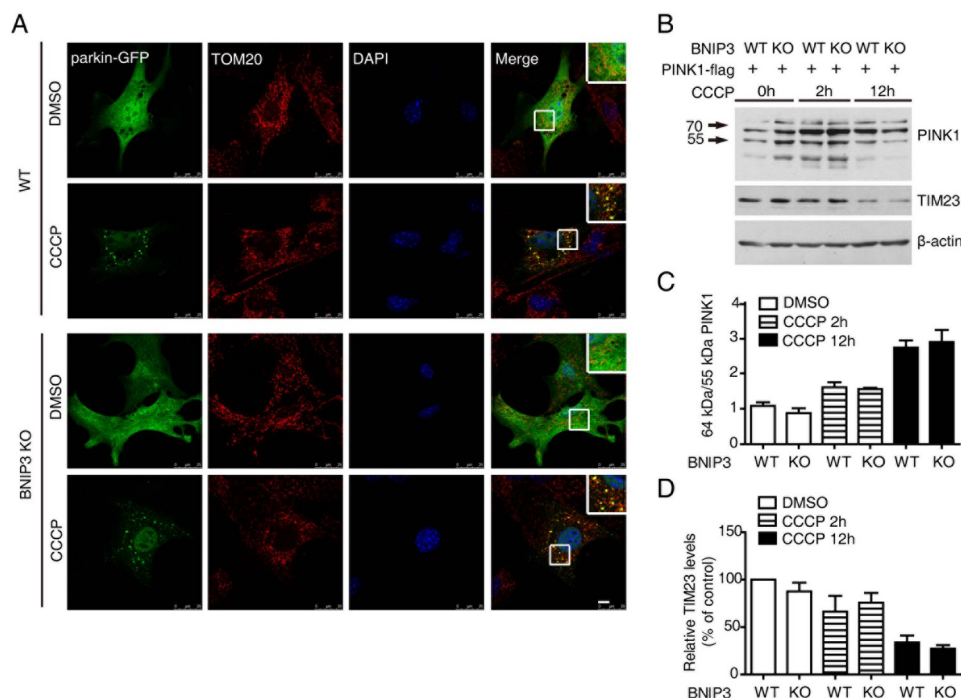 A
parkin-GFP TOM20 DAPI Merge
WT
DMSO
CCCP
BNIP3 KO
DMSO
CCCP
B
BNIP3 WT KO WT KO WT KO
PINK1-flag + + + + + +
CCCP 0h 2h 12h
70
55
PINK1
TIM23
β-actin
C
64 kDa/55 kDa PINK1
4
3
2
1
0
DMSO
CCCP 2h
CCCP 12h
BNIP3 WT KO WT KO WT KO
D
Relative TIM23 levels
(% of control)
150
100
50
0
DMSO
CCCP 2h
CCCP 12h
BNIP3 WT KO WT KO WT KO